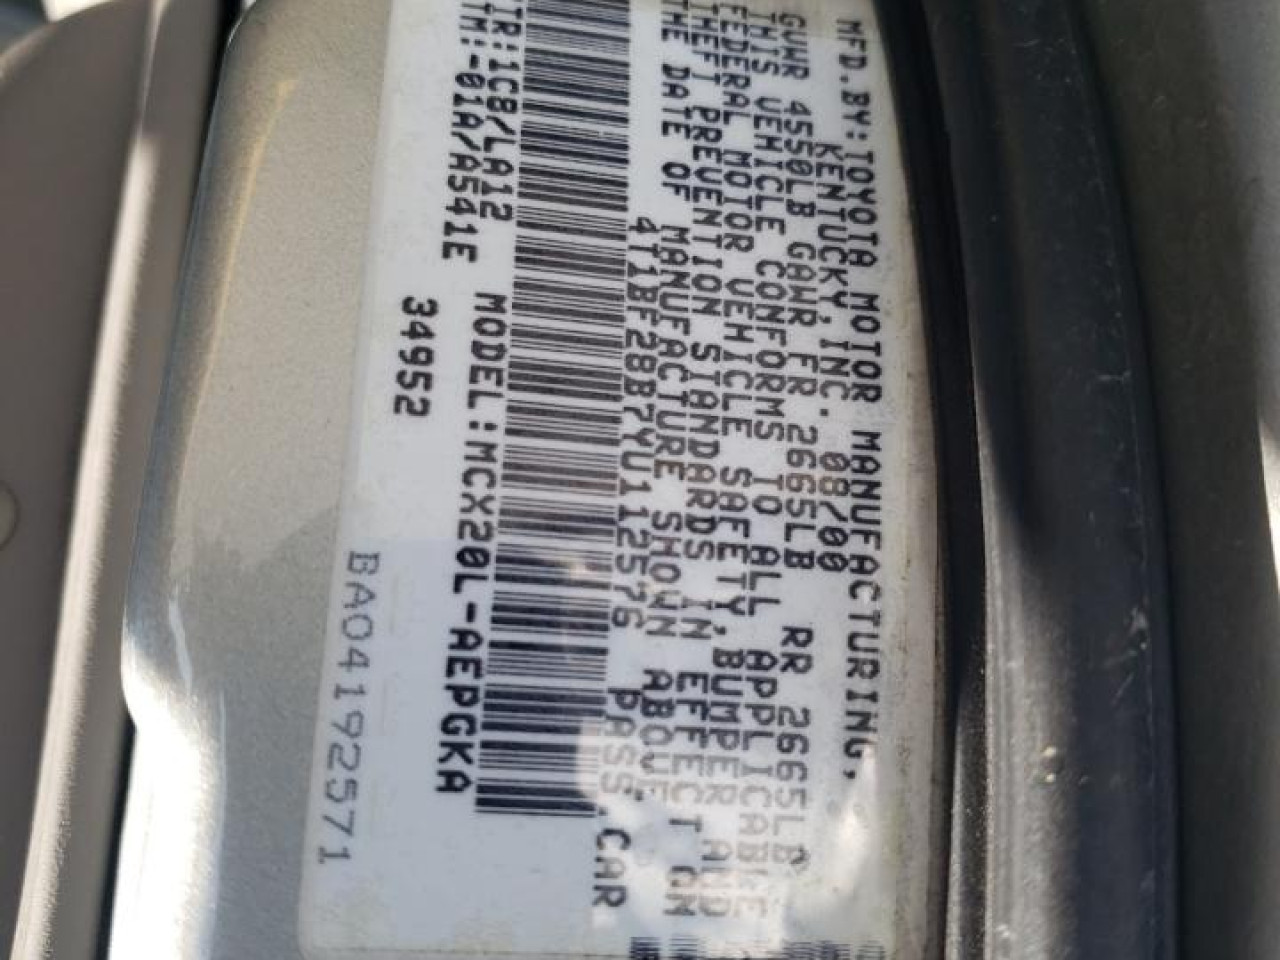 MFD.BY:TOYOTA MOTOR MANUFACTURING,
KENTUCKY,INC. 08/00
GVWR 4550LB GAWR FR 2665LB RR 2665LB
THIS VEHICLE CONFORMS TO ALL APPLICABLE
FEDERAL MOTOR VEHICLE SAFETY,BUMPER AND
THEFT PREVENTION STANDARDS IN EFFECT ON
THE DATE OF MANUFACTURE SHOWN ABOVE.
4T1BF28B7YU112576 PASS.CAR
TR:1C8/LA12 MODEL:MCX20L-AEPGKA
TM:-01A/A541E
34952
BA04192571